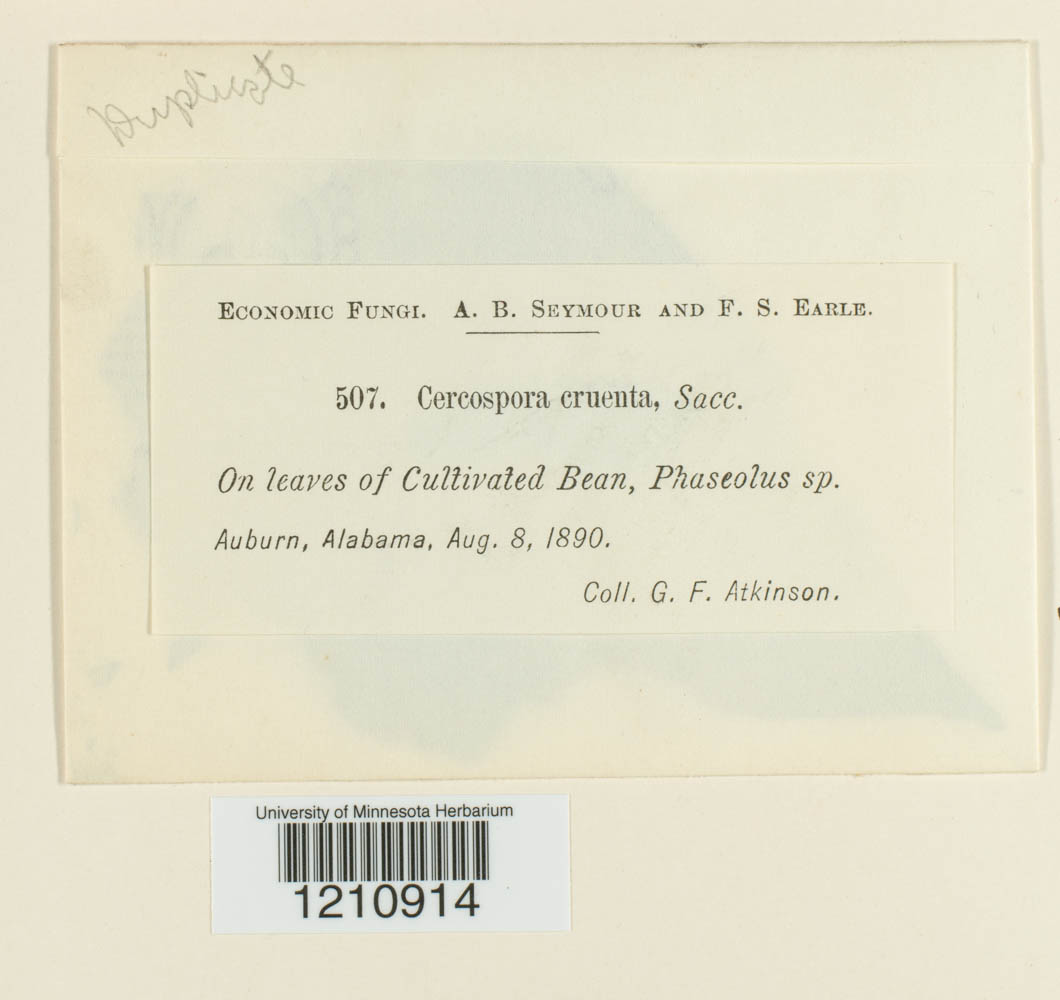 Duplicate
Economic Fungi. A. B. Seymour and F. S. Earle.
507. Cercospora cruenta, Sacc.
On leaves of Cultivated Bean, Phaseolus sp.
Auburn, Alabama, Aug. 8, 1890.
Coll. G. F. Atkinson.
University of Minnesota Herbarium
1210914